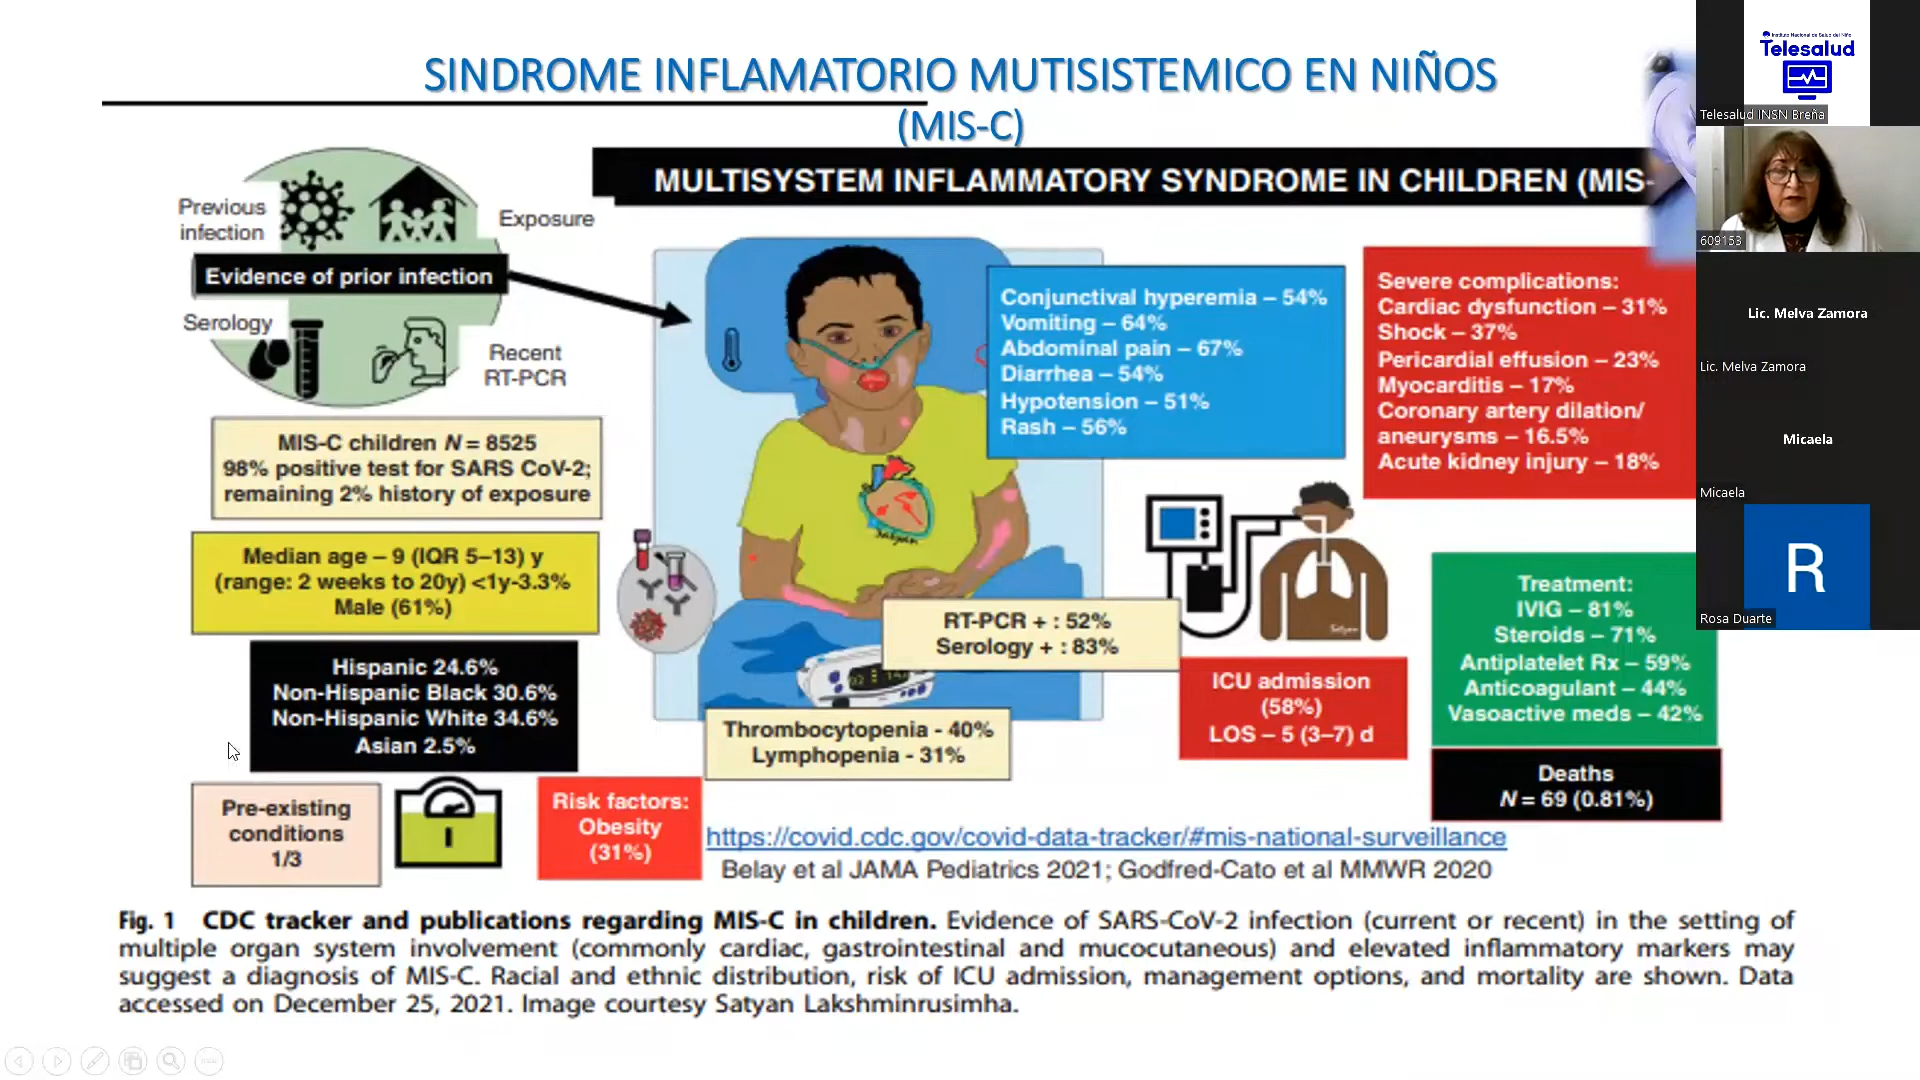 SINDROME INFLAMATORIO MUTISISTEMICO EN NIÑOS
(MIS-C)
MULTISYSTEM INFLAMMATORY SYNDROME IN CHILDREN (MIS-
Previous
infection
Exposure
Evidence of prior infection
Serology
Recent
RT-PCR
MIS-C children N = 8525
98% positive test for SARS CoV-2;
remaining 2% history of exposure
Median age – 9 (IQR 5–13) y
(range: 2 weeks to 20y) <1y-3.3%
Male (61%)
Hispanic 24.6%
Non-Hispanic Black 30.6%
Non-Hispanic White 34.6%
Asian 2.5%
Pre-existing
conditions
1/3
Risk factors:
Obesity
(31%)
Conjunctival hyperemia – 54%
Vomiting – 64%
Abdominal pain – 67%
Diarrhea – 54%
Hypotension – 51%
Rash – 56%
Satyan
RT-PCR + : 52%
Serology + : 83%
Thrombocytopenia - 40%
Lymphopenia - 31%
Severe complications:
Cardiac dysfunction – 31%
Shock – 37%
Pericardial effusion – 23%
Myocarditis – 17%
Coronary artery dilation/
aneurysms – 16.5%
Acute kidney injury – 18%
Satyan
ICU admission
(58%)
LOS – 5 (3–7) d
Treatment:
IVIG – 81%
Steroids – 71%
Antiplatelet Rx – 59%
Anticoagulant – 44%
Vasoactive meds – 42%
Deaths
N = 69 (0.81%)
https://covid.cdc.gov/covid-data-tracker/#mis-national-surveillance
Belay et al JAMA Pediatrics 2021; Godfred-Cato et al MMWR 2020
Fig. 1 CDC tracker and publications regarding MIS-C in children. Evidence of SARS-CoV-2 infection (current or recent) in the setting of
multiple organ system involvement (commonly cardiac, gastrointestinal and mucocutaneous) and elevated inflammatory markers may
suggest a diagnosis of MIS-C. Racial and ethnic distribution, risk of ICU admission, management options, and mortality are shown. Data
accessed on December 25, 2021. Image courtesy Satyan Lakshminrusimha.
Instituto Nacional de Salud del Niño
Telesalud
Telesalud INSN Breña
609153
Lic. Melva Zamora
Lic. Melva Zamora
Micaela
Micaela
R
Rosa Duarte